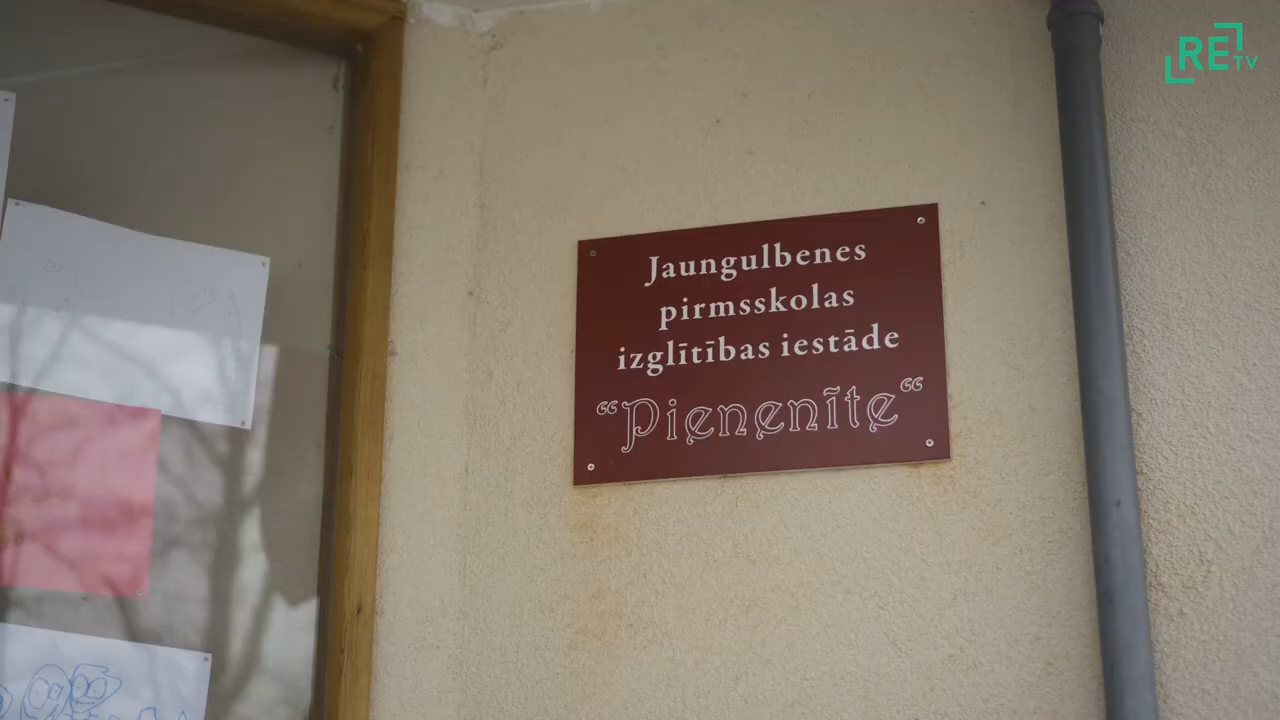 RE TV
Jaungulbenes
pirmsskolas
izglītības iestāde
“Pienenīte“